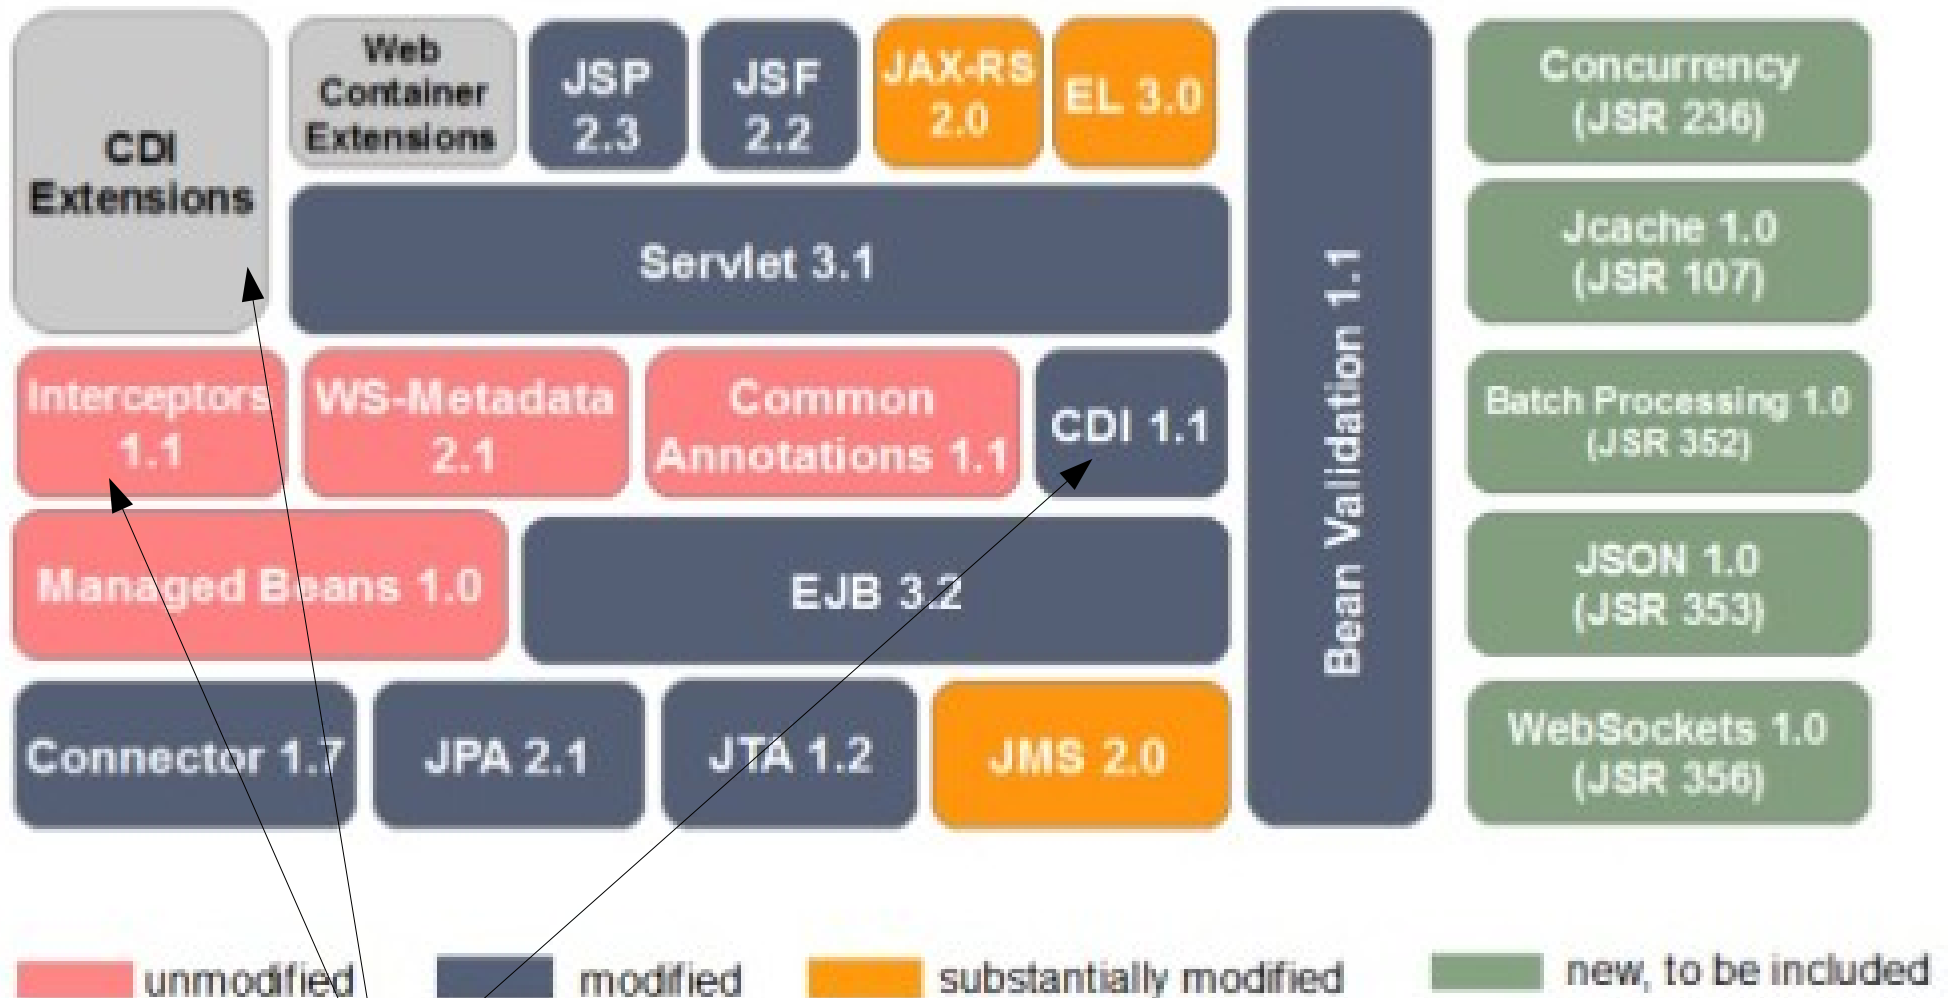 CDI
Extensions
Web
Container
Extensions
JSP
2.3
JSF
2.2
JAX-RS
2.0
EL 3.0
Servlet 3.1
Interceptors
1.1
WS-Metadata
2.1
Common
Annotations 1.1
CDI 1.1
Managed Beans 1.0
EJB 3.2
Connector 1.7
JPA 2.1
JTA 1.2
JMS 2.0
Bean Validation 1.1
Concurrency
(JSR 236)
Jcache 1.0
(JSR 107)
Batch Processing 1.0
(JSR 352)
JSON 1.0
(JSR 353)
WebSockets 1.0
(JSR 356)
unmodified
modified
substantially modified
new, to be included